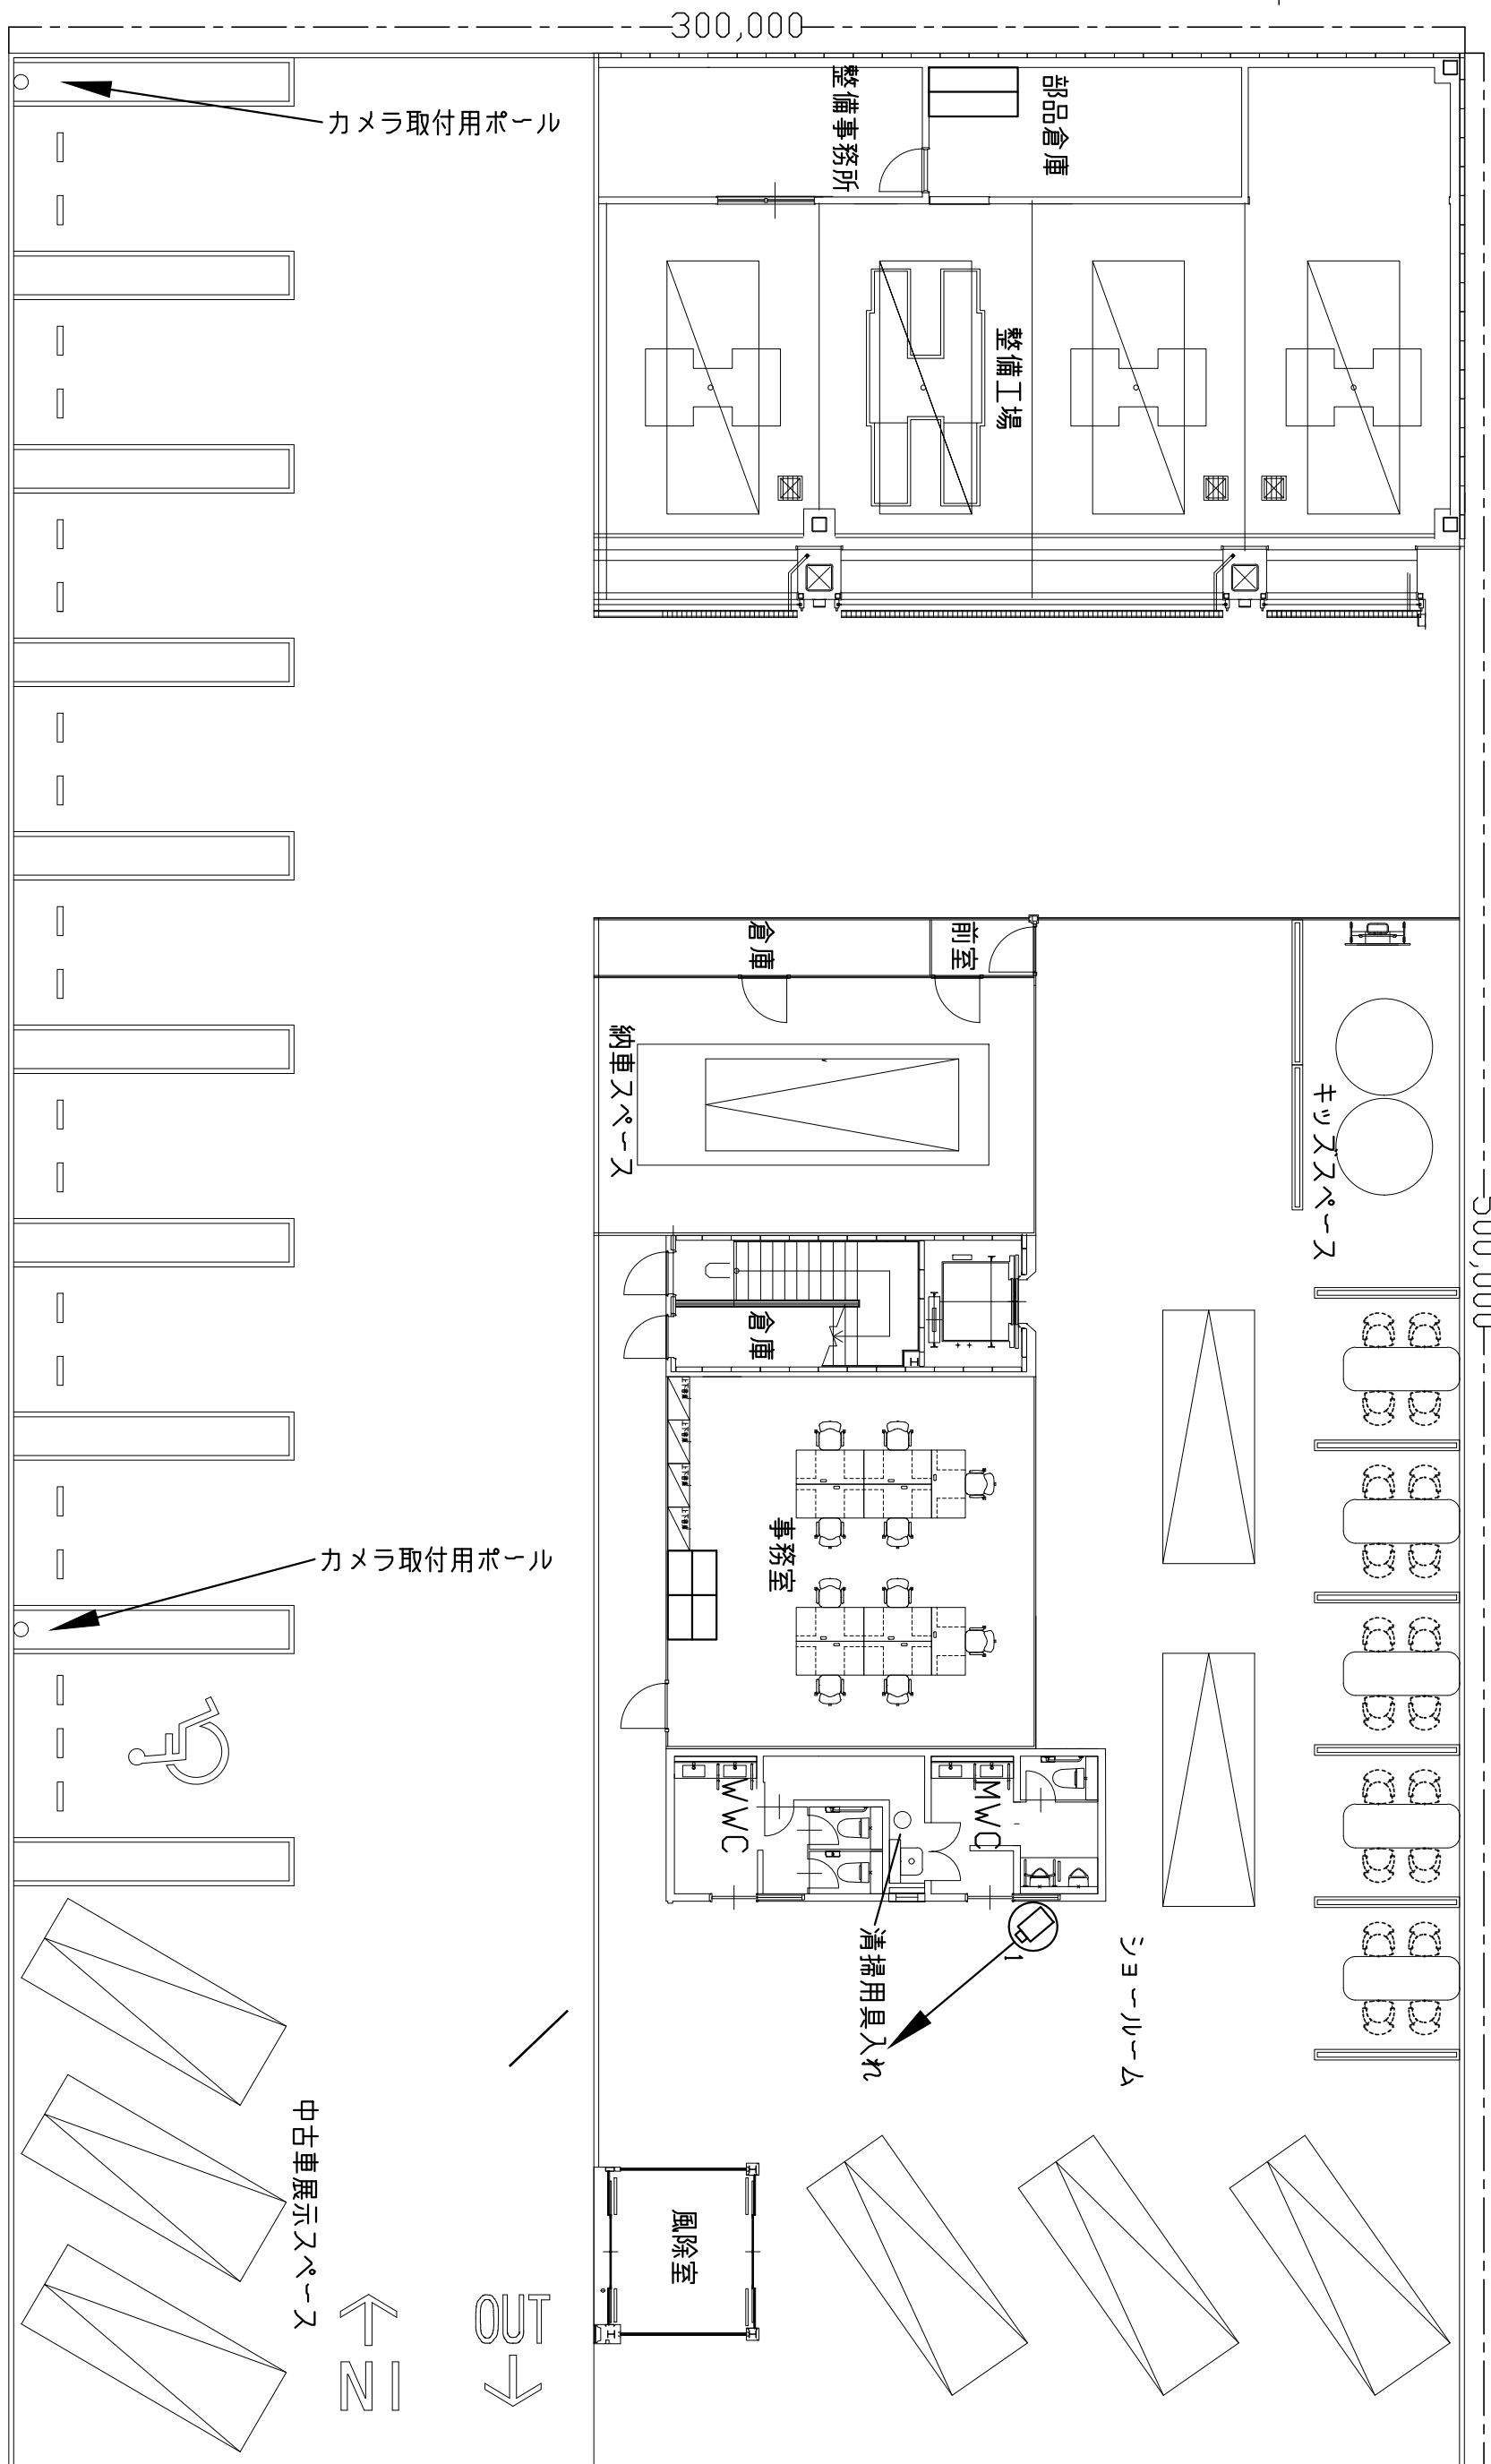 300,000
カメラ取付用ポール
整備事務所
部品倉庫
整備工場
倉庫
前室
納車スペース
キッズスペース
500,000
倉庫
事務室
カメラ取付用ポール
WWC
MWC
清掃用具入れ
1
ショールーム
中古車展示スペース
風除室
OUT
IN